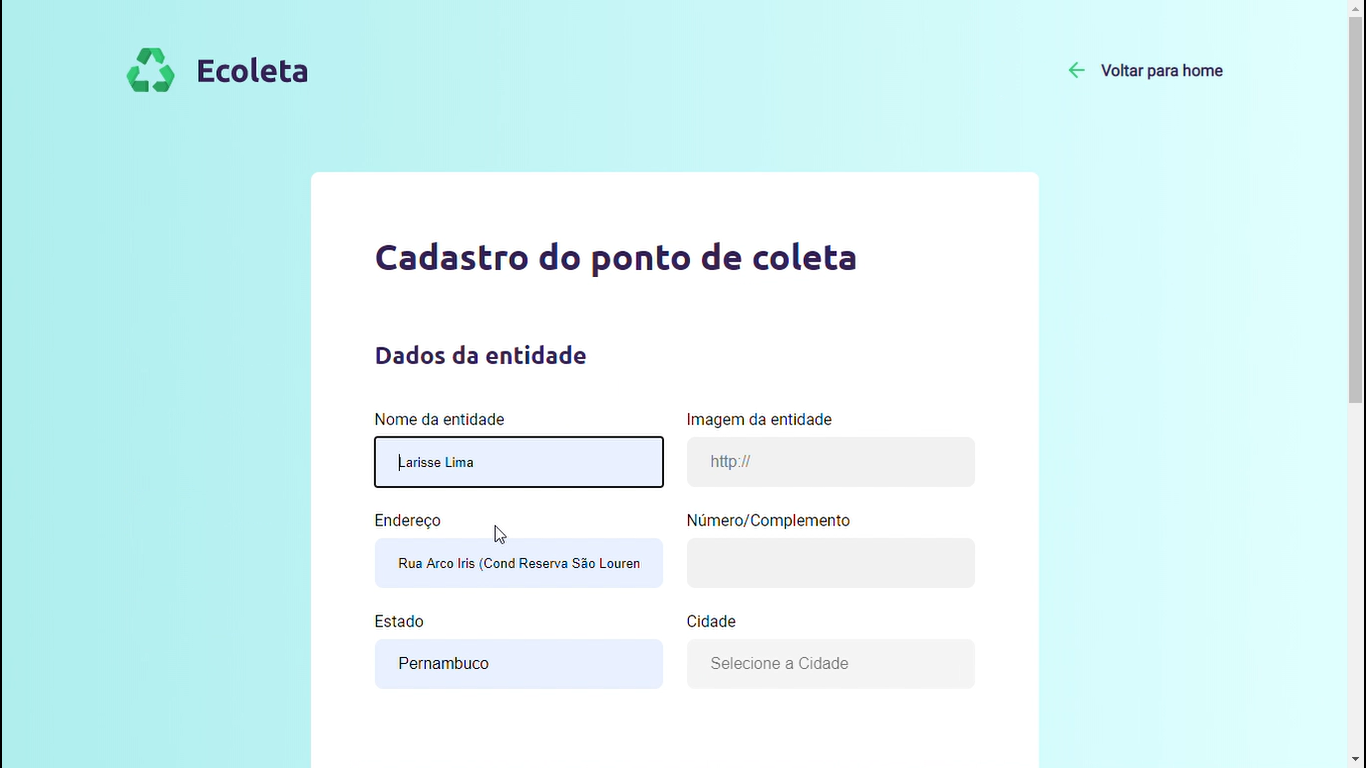 Ecoleta
Voltar para home
Cadastro do ponto de coleta
Dados da entidade
Nome da entidade
Imagem da entidade
Larisse Lima
http://
Endereço
Número/Complemento
Rua Arco Iris (Cond Reserva São Louren
Estado
Cidade
Pernambuco
Selecione a Cidade